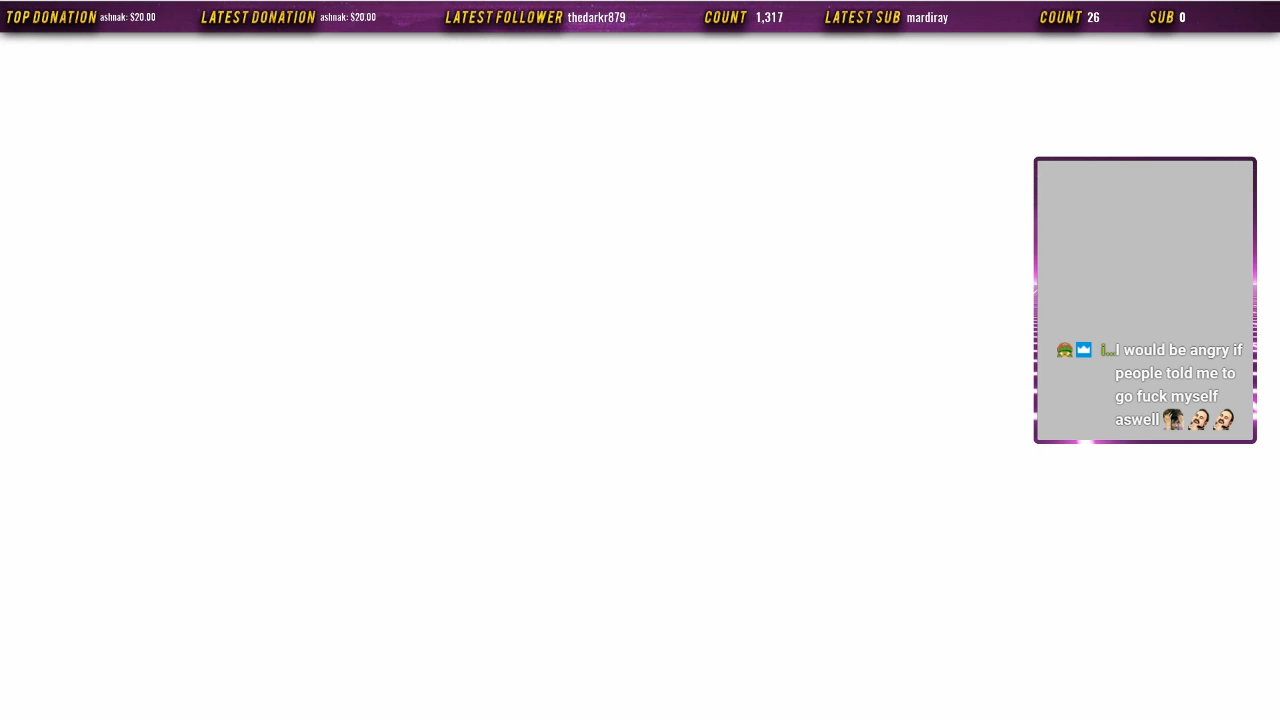 TOP DONATION ashnak: $20.00 LATEST DONATION ashnak: $20.00 LATEST FOLLOWER thedarkr879 COUNT 1,317 LATEST SUB mardiray COUNT 26 SUB 0
i...I would be angry if
people told me to
go fuck myself
aswell